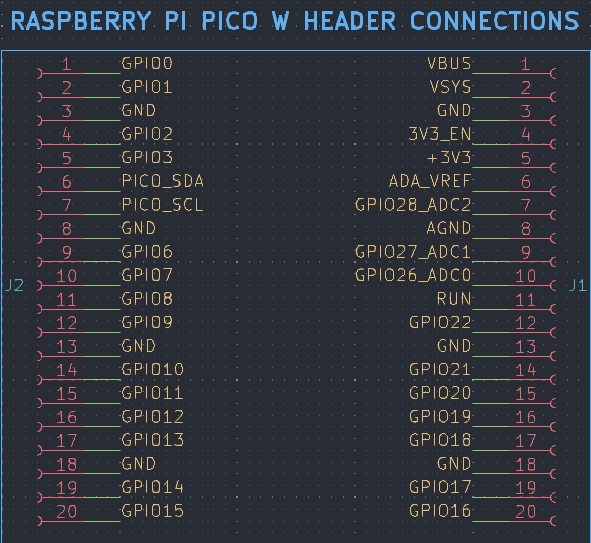 RASPBERRY PI PICO W HEADER CONNECTIONS
1 GPIO0 VBUS 1
2 GPIO1 VSYS 2
3 GND GND 3
4 GPIO2 3V3_EN 4
5 GPIO3 +3V3 5
6 PICO_SDA ADA_VREF 6
7 PICO_SCL GPIO28_ADC2 7
8 GND AGND 8
9 GPIO6 GPIO27_ADC1 9
10 GPIO7 GPIO26_ADC0 10
J2 J1
11 GPIO8 RUN 11
12 GPIO9 GPIO22 12
13 GND GND 13
14 GPIO10 GPIO21 14
15 GPIO11 GPIO20 15
16 GPIO12 GPIO19 16
17 GPIO13 GPIO18 17
18 GND GND 18
19 GPIO14 GPIO17 19
20 GPIO15 GPIO16 20